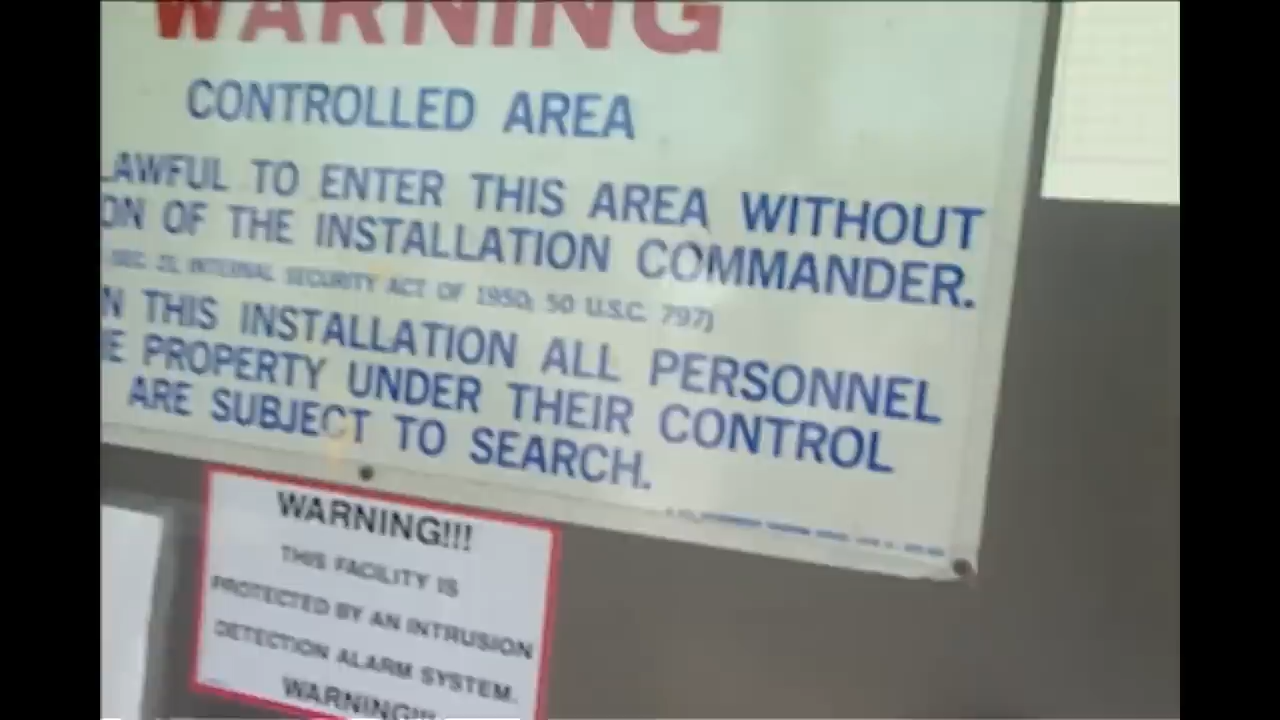 WARNING
CONTROLLED AREA
LAWFUL TO ENTER THIS AREA WITHOUT
ON OF THE INSTALLATION COMMANDER.
SEC. 21, INTERNAL SECURITY ACT OF 1950; 50 U.S.C. 797)
N THIS INSTALLATION ALL PERSONNEL
E PROPERTY UNDER THEIR CONTROL
ARE SUBJECT TO SEARCH.
WARNING!!!
THIS FACILITY IS
PROTECTED BY AN INTRUSION
DETECTION ALARM SYSTEM.
WARNING!!!